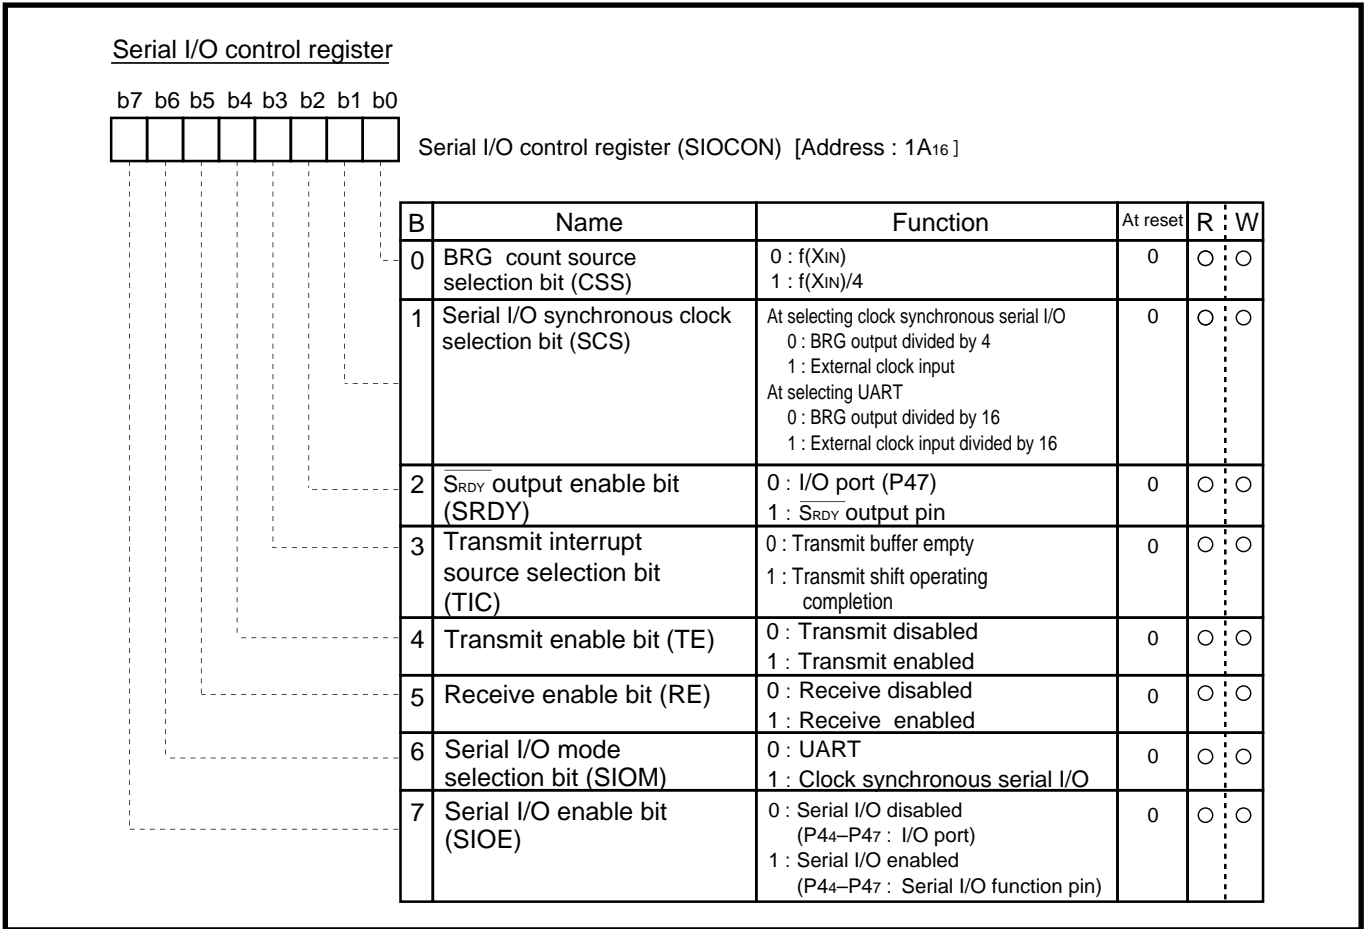 Serial I/O control register
b7 b6 b5 b4 b3 b2 b1 b0
Serial I/O control register (SIOCON) [Address : 1A16 ]
B Name Function At reset R W
0 BRG count source selection bit (CSS)
0 : f(XIN)
1 : f(XIN)/4
0 ○ ○
1 Serial I/O synchronous clock selection bit (SCS)
At selecting clock synchronous serial I/O
0 : BRG output divided by 4
1 : External clock input
At selecting UART
0 : BRG output divided by 16
1 : External clock input divided by 16
0 ○ ○
2 SRDY output enable bit (SRDY)
0 : I/O port (P47)
1 : SRDY output pin
0 ○ ○
3 Transmit interrupt source selection bit (TIC)
0 : Transmit buffer empty
1 : Transmit shift operating completion
0 ○ ○
4 Transmit enable bit (TE)
0 : Transmit disabled
1 : Transmit enabled
0 ○ ○
5 Receive enable bit (RE)
0 : Receive disabled
1 : Receive enabled
0 ○ ○
6 Serial I/O mode selection bit (SIOM)
0 : UART
1 : Clock synchronous serial I/O
0 ○ ○
7 Serial I/O enable bit (SIOE)
0 : Serial I/O disabled
(P44–P47 : I/O port)
1 : Serial I/O enabled
(P44–P47 : Serial I/O function pin)
0 ○ ○